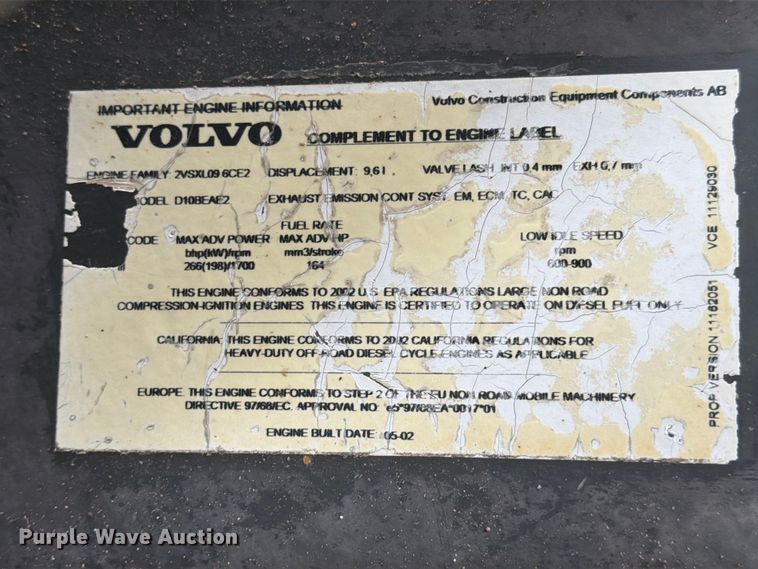 IMPORTANT ENGINE INFORMATION
Volvo Construction Equipment Components AB
VOLVO COMPLEMENT TO ENGINE LABEL
ENGINE FAMILY 2VSXL09.6CE2 DISPLACEMENT 9,6 l VALVE LASH INT 0,4 mm EXH 0,7 mm
MODEL D10BEAE2 EXHAUST EMISSION CONT SYST. EM, ECM, TC, CAC
FUEL RATE
CODE MAX ADV POWER MAX ADV HP LOW IDLE SPEED
bhp(kW)/rpm mm3/stroke rpm
266(198)/1700 164 600-900
THIS ENGINE CONFORMS TO 2002 U.S. EPA REGULATIONS LARGE NON ROAD
COMPRESSION-IGNITION ENGINES. THIS ENGINE IS CERTIFIED TO OPERATE ON DIESEL FUEL ONLY
CALIFORNIA: THIS ENGINE CONFORMS TO 2002 CALIFORNIA REGULATIONS FOR
HEAVY-DUTY OFF-ROAD DIESEL CYCLE ENGINES AS APPLICABLE
EUROPE. THIS ENGINE CONFORMS TO STEP 2 OF THE EU NON ROAD MOBILE MACHINERY
DIRECTIVE 97/68/EC. APPROVAL NO: e5*97/68EA*0017*01
ENGINE BUILT DATE 05-02
PROP VERSION 11162051 VCE 11129030
Purple Wave Auction